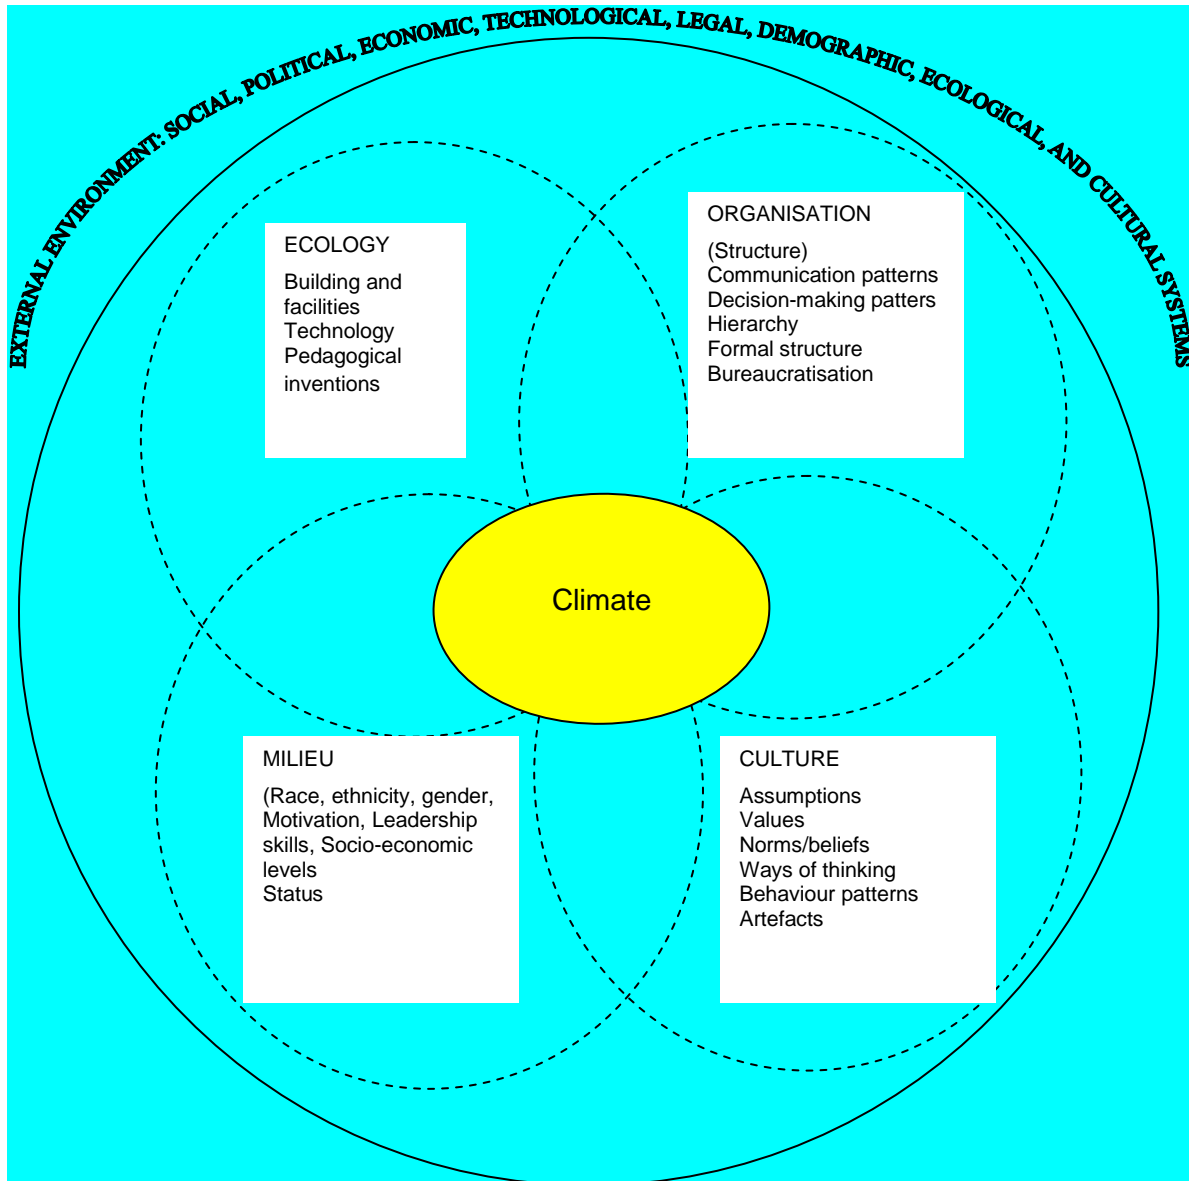 EXTERNAL ENVIRONMENT: SOCIAL, POLITICAL, ECONOMIC, TECHNOLOGICAL, LEGAL, DEMOGRAPHIC, ECOLOGICAL, AND CULTURAL SYSTEMS
ECOLOGY
Building and
facilities
Technology
Pedagogical
inventions
ORGANISATION
(Structure)
Communication patterns
Decision-making patters
Hierarchy
Formal structure
Bureaucratisation
Climate
MILIEU
(Race, ethnicity, gender,
Motivation, Leadership
skills, Socio-economic
levels
Status
CULTURE
Assumptions
Values
Norms/beliefs
Ways of thinking
Behaviour patterns
Artefacts